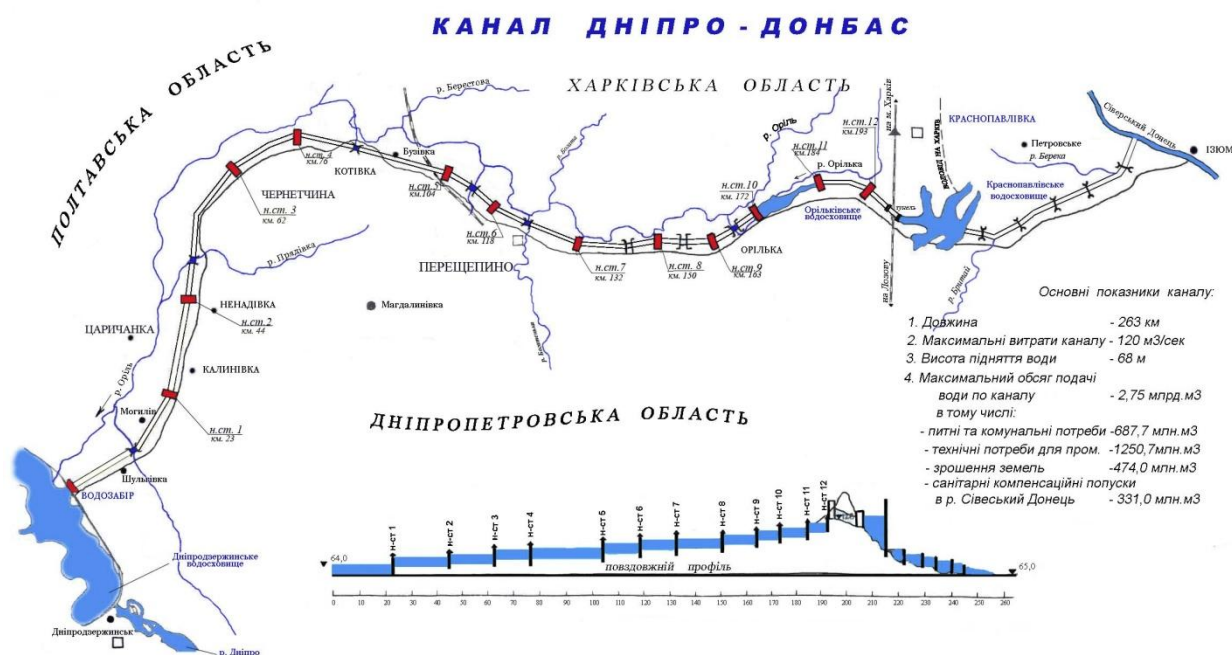 КАНАЛ ДНІПРО - ДОНБАС
ПОЛТАВСЬКА ОБЛАСТЬ
ХАРКІВСЬКА ОБЛАСТЬ
р. Берестова
н.ст. 4
км. 76
КОТІВКА
Бузівка
н.ст. 5
км.104
ЧЕРНЕТЧИНА
н.ст. 3
км. 62
н.ст.6
км. 118
ПЕРЕЩЕПИНО
р. Прядівка
Магдалинівка
НЕНАДІВКА
н.ст.2
км. 44
ЦАРИЧАНКА
КАЛИНІВКА
р. Оріль
Могилів
н.ст. 1
км. 23
Шульвівка
ВОДОЗАБІР
Дніпродзержинське
водосховище
Дніпродзержинськ
р. Дніпро
н.ст.7
км. 132
н.ст. 8
км. 150
н.ст.9
км. 163
ОРІЛЬКА
н.ст.10
км. 172
р. Оріль
н.ст.11
км.184
н.ст.12
км.193
р. Орілька
Орільківське
водосховище
тунель
на м. Харків
на Лозову
ВОДОВІД НА ХАРКІВ
КРАСНОПАВЛІВКА
Петровське
р. Берека
Краснопавлівське
водосховище
Сіверський Донець
ІЗЮМ
р. Бритай
Основні показники каналу:
1. Довжина - 263 км
2. Максимальні витрати каналу - 120 м3/сек
3. Висота підняття води - 68 м
4. Максимальний обсяг подачі
води по каналу - 2,75 млрд.м3
в тому числі:
- питні та комунальні потреби -687,7 млн.м3
- технічні потреби для пром. -1250,7млн.м3
- зрошення земель -474,0 млн.м3
- санітарні компенсаційні попуски
в р. Сівеський Донець - 331,0 млн.м3
ДНІПРОПЕТРОВСЬКА ОБЛАСТЬ
н-ст 1
н-ст 2
н-ст 3
н-ст 4
н-ст 5
н-ст 6
н-ст 7
н-ст 8
н-ст 9
н-ст 10
н-ст 11
н-ст 12
64,0
повздовжній профіль
65,0
0 10 20 30 40 50 60 70 80 90 100 110 120 130 140 150 160 170 180 190 200 210 220 230 240 250 260